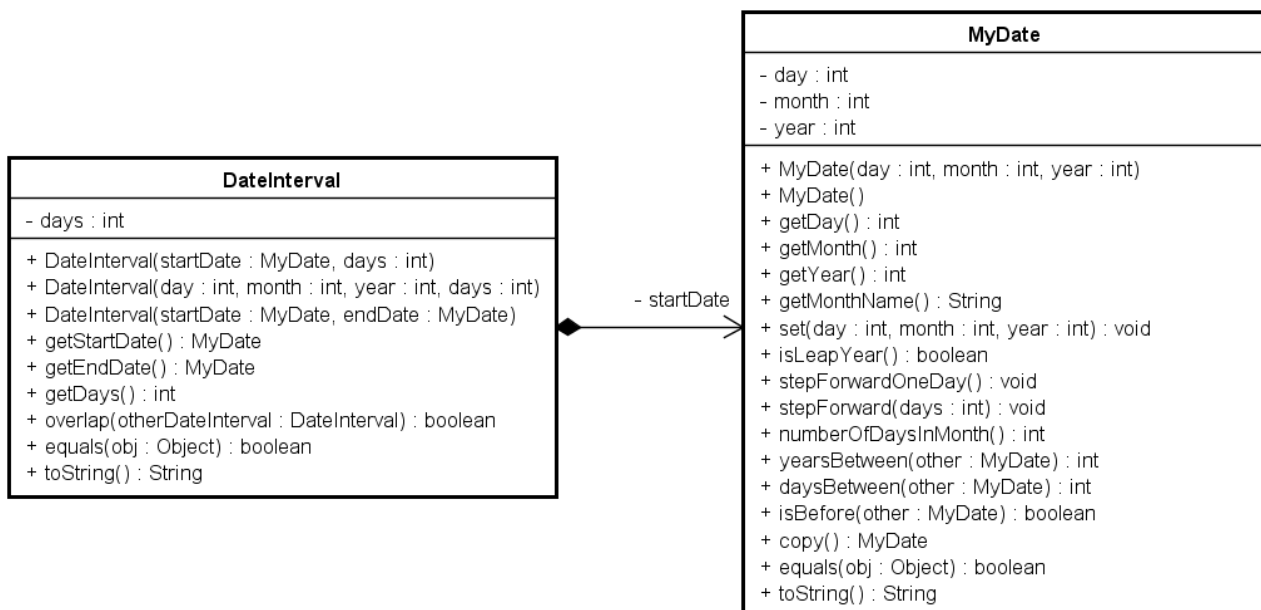 DateInterval
- days : int
+ DateInterval(startDate : MyDate, days : int)
+ DateInterval(day : int, month : int, year : int, days : int)
+ DateInterval(startDate : MyDate, endDate : MyDate)
+ getStartDate() : MyDate
+ getEndDate() : MyDate
+ getDays() : int
+ overlap(otherDateInterval : DateInterval) : boolean
+ equals(obj : Object) : boolean
+ toString() : String
- startDate
MyDate
- day : int
- month : int
- year : int
+ MyDate(day : int, month : int, year : int)
+ MyDate()
+ getDay() : int
+ getMonth() : int
+ getYear() : int
+ getMonthName() : String
+ set(day : int, month : int, year : int) : void
+ isLeapYear() : boolean
+ stepForwardOneDay() : void
+ stepForward(days : int) : void
+ numberOfDaysInMonth() : int
+ yearsBetween(other : MyDate) : int
+ daysBetween(other : MyDate) : int
+ isBefore(other : MyDate) : boolean
+ copy() : MyDate
+ equals(obj : Object) : boolean
+ toString() : String